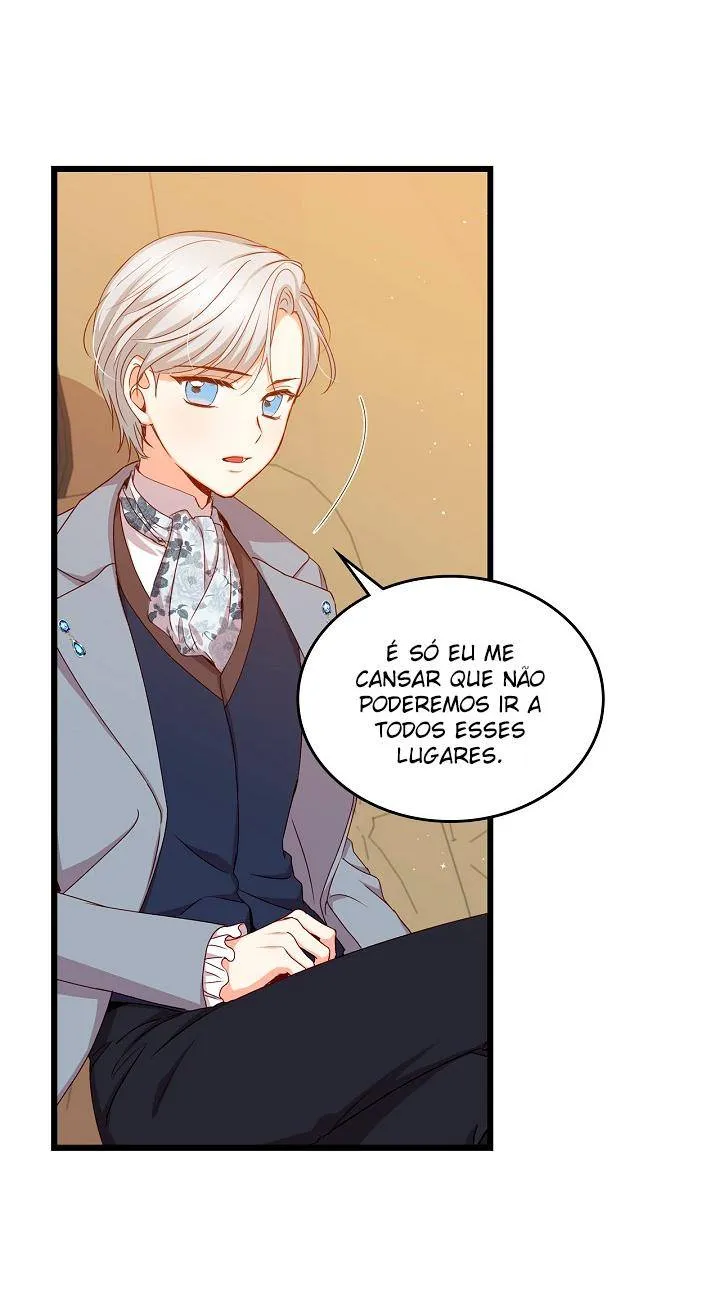 É SÓ EU ME
CANSAR QUE NÃO
PODEREMOS IR A
TODOS ESSES
LUGARES.